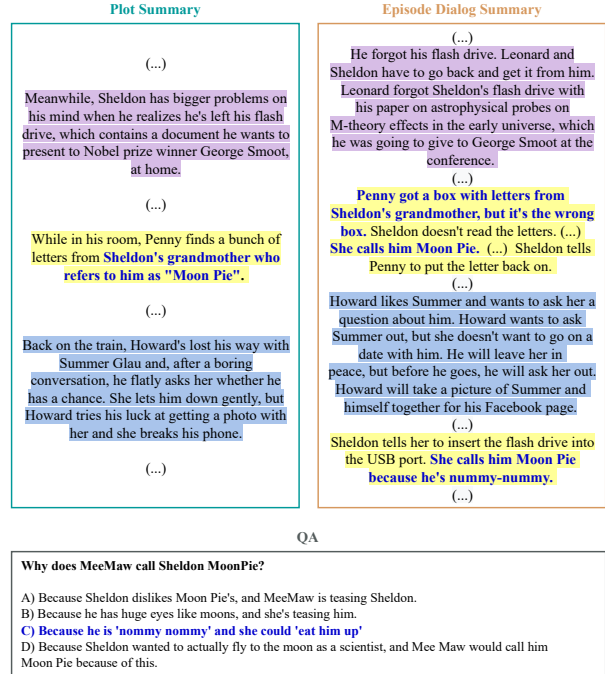 Plot Summary
(...)
Meanwhile, Sheldon has bigger problems on
his mind when he realizes he's left his flash
drive, which contains a document he wants to
present to Nobel prize winner George Smoot,
at home.
(...)
While in his room, Penny finds a bunch of
letters from Sheldon's grandmother who
refers to him as "Moon Pie".
(...)
Back on the train, Howard's lost his way with
Summer Glau and, after a boring
conversation, he flatly asks her whether he
has a chance. She lets him down gently, but
Howard tries his luck at getting a photo with
her and she breaks his phone.
(...)
Episode Dialog Summary
(...)
He forgot his flash drive. Leonard and
Sheldon have to go back and get it from him.
Leonard forgot Sheldon's flash drive with
his paper on astrophysical probes on
M-theory effects in the early universe, which
he was going to give to George Smoot at the
conference.
(...)
Penny got a box with letters from
Sheldon's grandmother, but it's the wrong
box. Sheldon doesn't read the letters. (...)
She calls him Moon Pie. (...) Sheldon tells
Penny to put the letter back on.
(...)
Howard likes Summer and wants to ask her a
question about him. Howard wants to ask
Summer out, but she doesn't want to go on a
date with him. He will leave her in
peace, but before he goes, he will ask her out.
Howard will take a picture of Summer and
himself together for his Facebook page.
(...)
Sheldon tells her to insert the flash drive into
the USB port. She calls him Moon Pie
because he's nummy-nummy.
(...)
QA
Why does MeeMaw call Sheldon MoonPie?
A) Because Sheldon dislikes Moon Pie's, and MeeMaw is teasing Sheldon.
B) Because he has huge eyes like moons, and she's teasing him.
C) Because he is 'nommy nommy' and she could 'eat him up'
D) Because Sheldon wanted to actually fly to the moon as a scientist, and Mee Maw would call him
Moon Pie because of this.